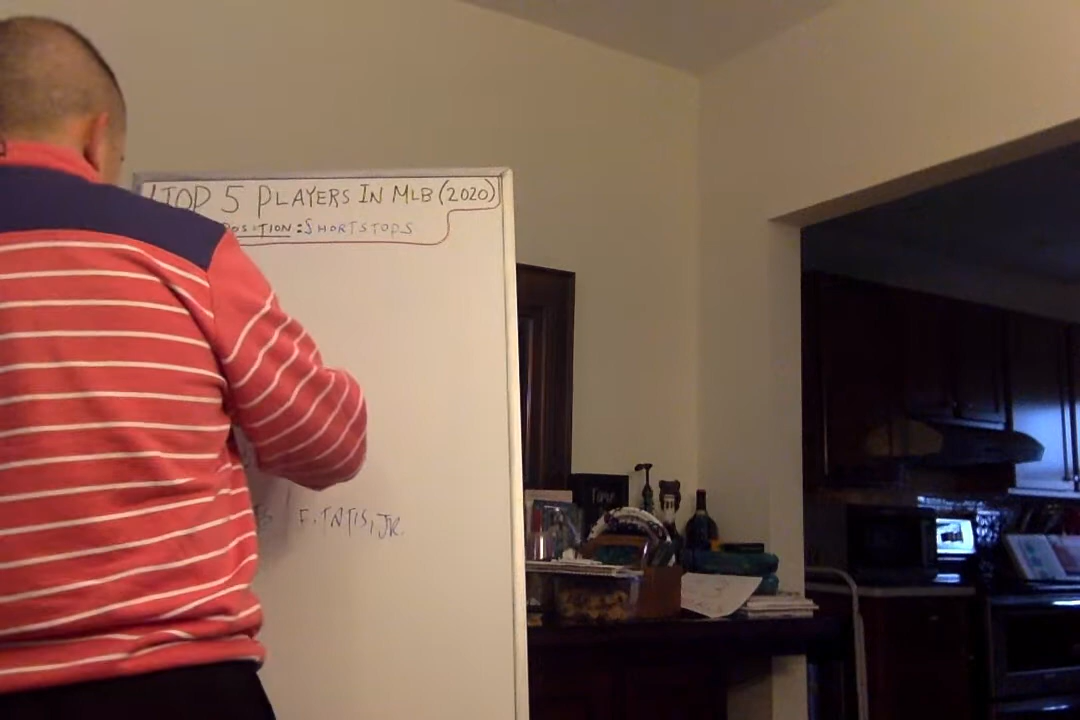 TOP 5 PLAYERS IN MLB (2020)
POSITION: SHORTSTOPS
F. TATIS, JR.